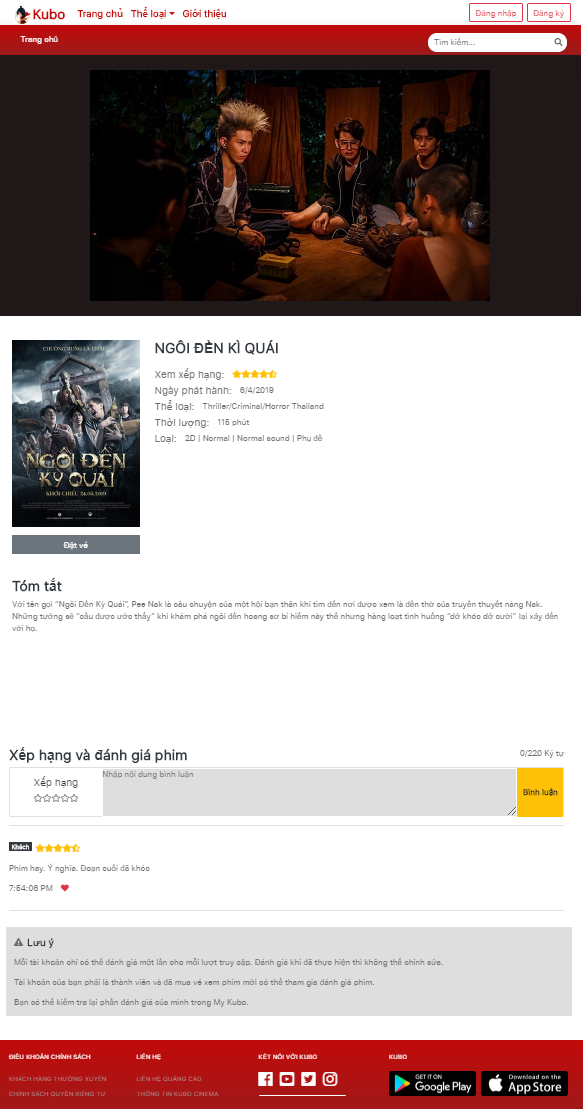 Kubo Trang chủ Thể loại Giới thiệu Đăng nhập Đăng ký
Trang chủ Tìm kiếm...
CHUÔNG RUNG LÀ LƯỢN
NGÔI ĐỀN
KỲ QUÁI
KHỞI CHIẾU 24.05.2019
Đặt vé
NGÔI ĐỀN KÌ QUÁI
Xem xếp hạng:
Ngày phát hành: 6/4/2019
Thể loại: Thriller/Criminal/Horror Thailand
Thời lượng: 115 phút
Loại: 2D | Normal | Normal sound | Phụ đề
Tóm tắt
Với tên gọi "Ngôi Đền Kỳ Quái", Pee Nak là câu chuyện của một hội bạn thân khi tìm đến nơi được xem là đền thờ của truyền thuyết nàng Nak.
Những tưởng sẽ "cầu được ước thấy" khi khám phá ngôi đền hoang sơ bí hiểm này thế nhưng hàng loạt tình huống "dở khóc dở cười" lại xảy đến
với họ.
Xếp hạng và đánh giá phim 0/220 Ký tự
Xếp hạng
Nhập nội dung bình luận
Bình luận
Khách
Phim hay. Ý nghĩa. Đoạn cuối đã khóc
7:54:06 PM
Lưu ý
Mỗi tài khoản chỉ có thể đánh giá một lần cho mỗi lượt truy cập. Đánh giá khi đã thực hiện thì không thể chỉnh sửa.
Tài khoản của bạn phải là thành viên và đã mua vé xem phim mới có thể tham gia đánh giá phim.
Bạn có thể kiểm tra lại phần đánh giá của mình trong My Kubo.
ĐIỀU KHOẢN CHÍNH SÁCH LIÊN HỆ KẾT NỐI VỚI KUBO KUBO
KHÁCH HÀNG THƯỜNG XUYÊN LIÊN HỆ QUẢNG CÁO
CHÍNH SÁCH QUYỀN RIÊNG TƯ THÔNG TIN KUBO CINEMA
GET IT ON
Google Play
Download on the
App Store